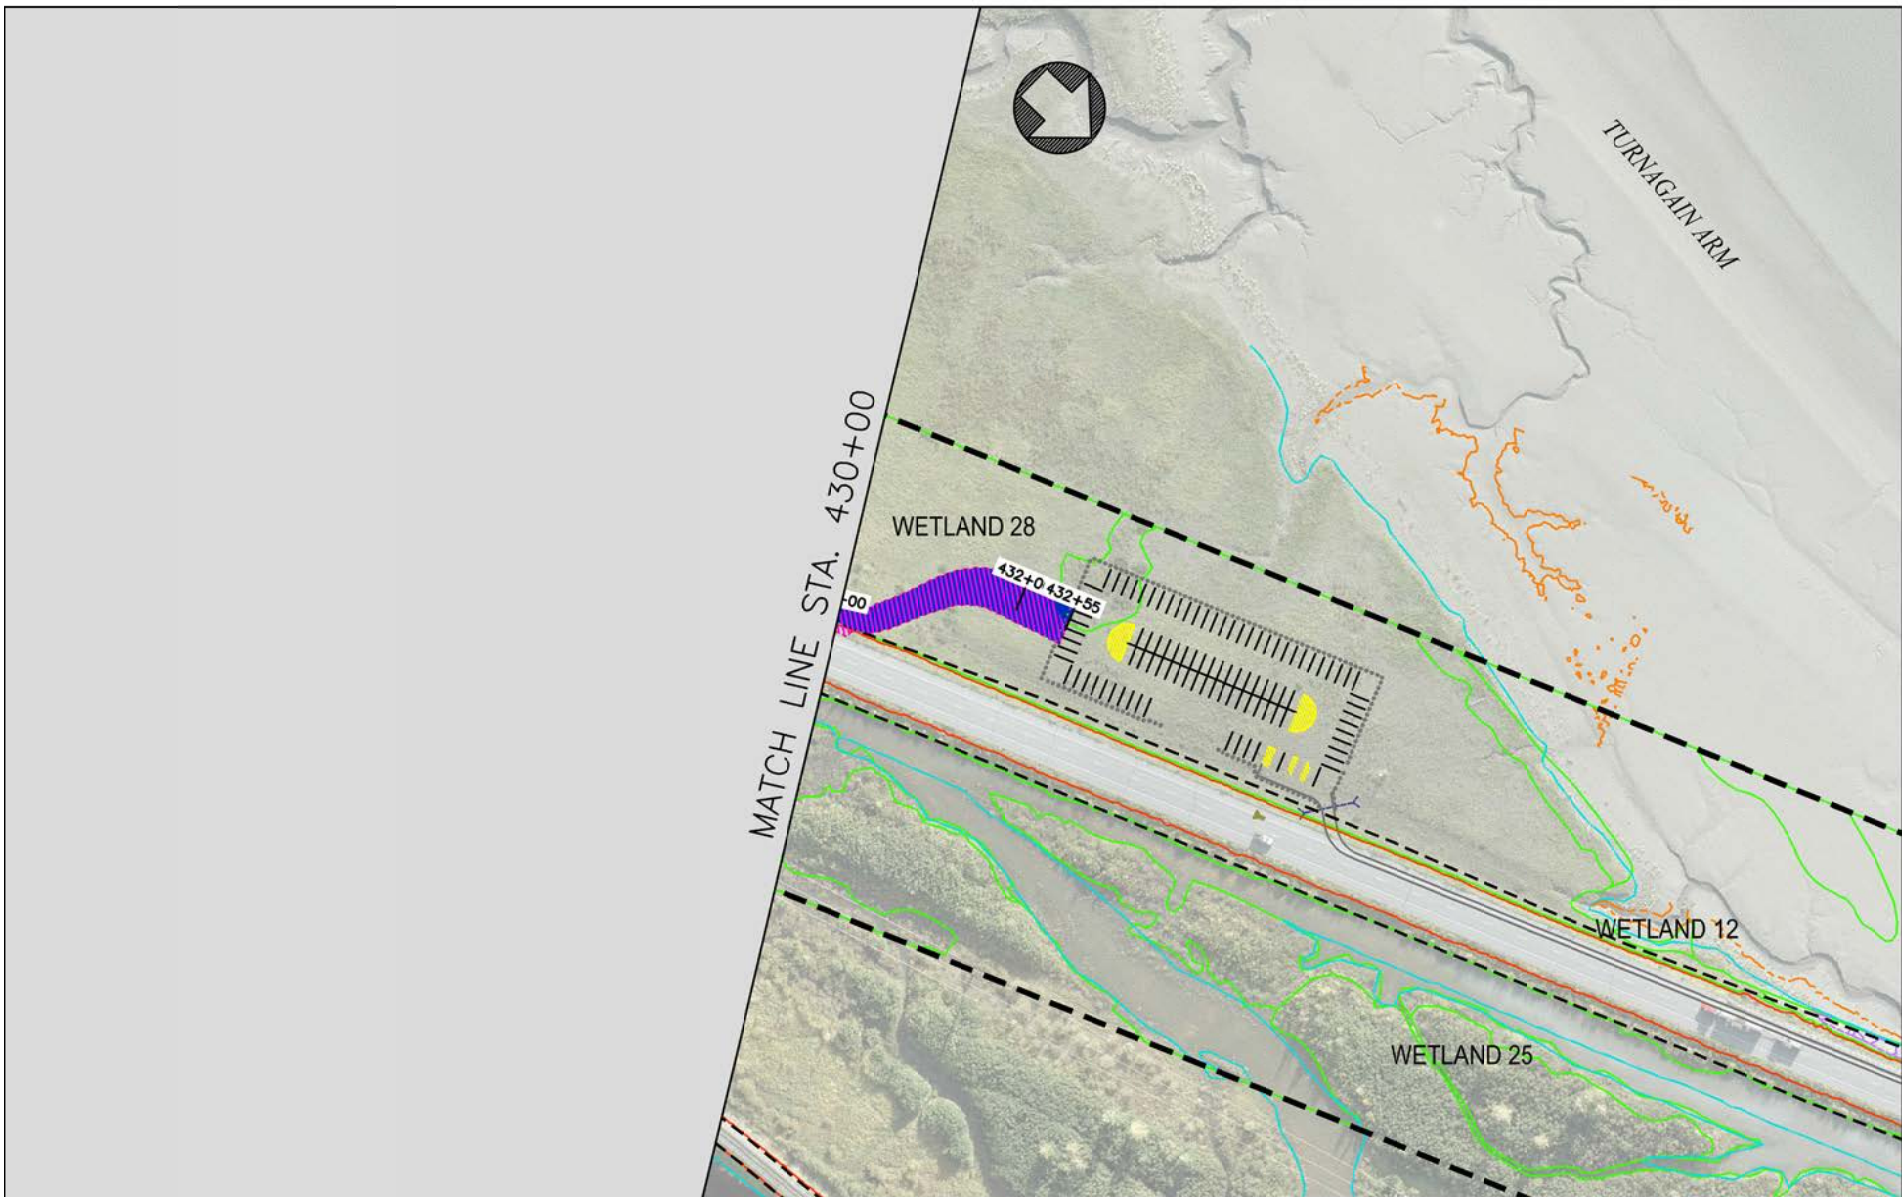 TURNAGAIN ARM
MATCH LINE STA. 430+00
WETLAND 28
432+0
432+55
+00
WETLAND 12
WETLAND 25